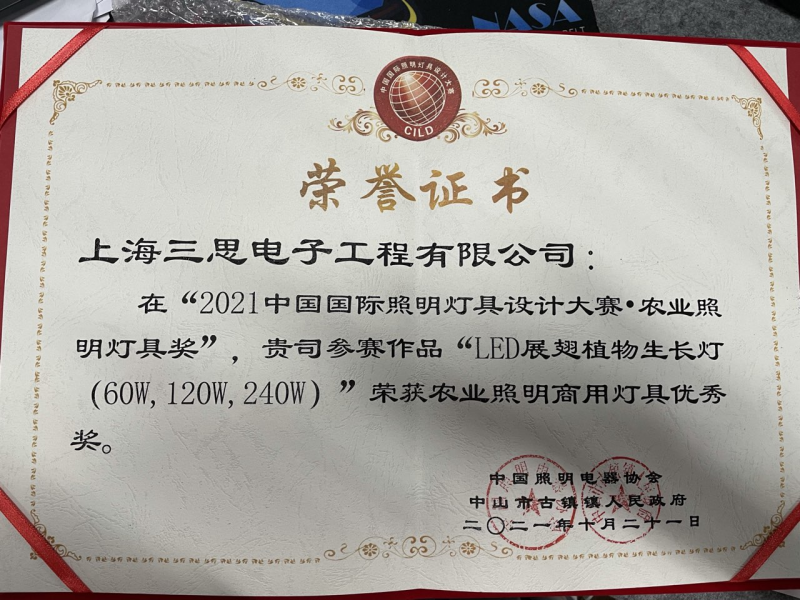 NASA
中国国际照明灯具设计大赛
CILD
荣誉证书
上海三思电子工程有限公司：
在“2021中国国际照明灯具设计大赛•农业照
明灯具奖”，贵司参赛作品“LED展翅植物生长灯
（60W,120W,240W）”荣获农业照明商用灯具优秀
奖。
中国照明电器协会
中山市古镇镇人民政府
二〇二一年十月二十一日